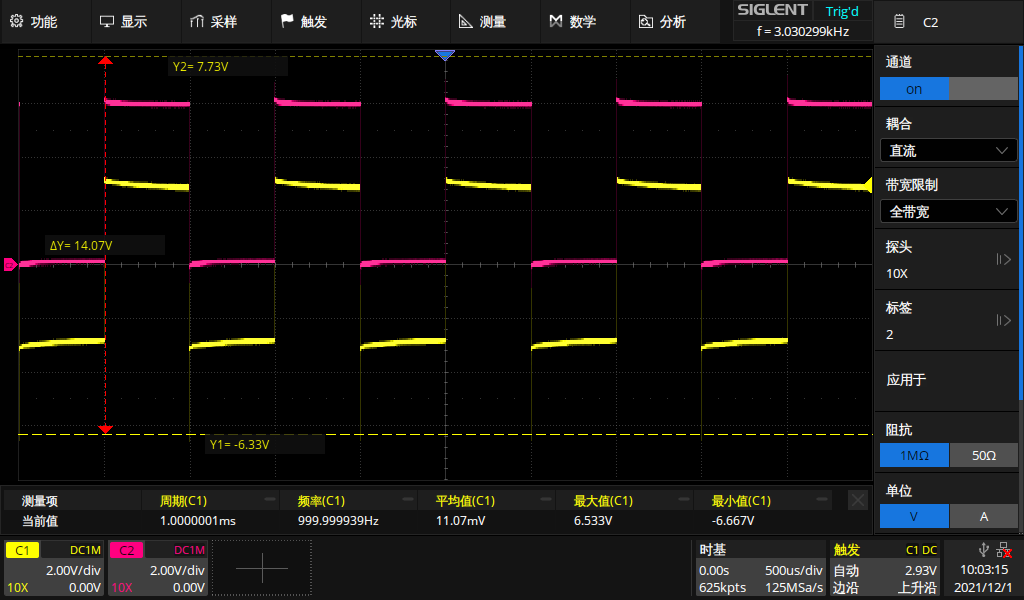 功能 显示 采样 触发 光标 测量 数学 分析 SIGLENT Trig'd C2
f = 3.030299kHz
Y2= 7.73V
ΔY= 14.07V
Y1= -6.33V
通道
on
耦合
直流
带宽限制
全带宽
探头
10X
标签
2
应用于
阻抗
1MΩ 50Ω
单位
V A
测量项 周期(C1) 频率(C1) 平均值(C1) 最大值(C1) 最小值(C1)
当前值 1.0000001ms 999.999939Hz 11.07mV 6.533V -6.667V
C1 DC1M C2 DC1M 时基 触发 C1 DC
2.00V/div 2.00V/div 0.00s 500us/div 自动 2.93V 10:03:15
10X 0.00V 10X 0.00V 625kpts 125MSa/s 边沿 上升沿 2021/12/1